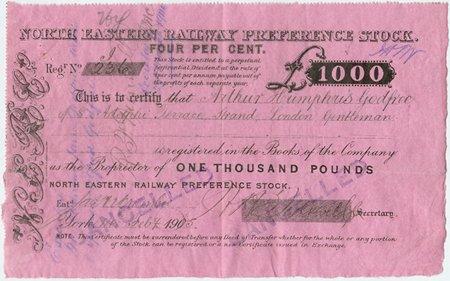 NORTH EASTERN RAILWAY PREFERENCE STOCK.
FOUR PER CENT.
Regd. No
This Stock is entitled to a perpetual
Preferential Dividend at the rate of
four per cent per annum, payable out of
the profits of each separate year.
£ 1000
This is to certify that Arthur Humphrys Godfree
of Adelphi Terrace, Strand, London Gentleman
is registered in the Books of the Company
as the Proprietor of ONE THOUSAND POUNDS
NORTH EASTERN RAILWAY PREFERENCE STOCK.
Entd.
Secretary.
York 1905.
NOTE: This certificate must be surrendered before any Deed of Transfer whether for the whole or any portion
of the Stock can be registered or a new Certificate issued in Exchange.
CANCELLED